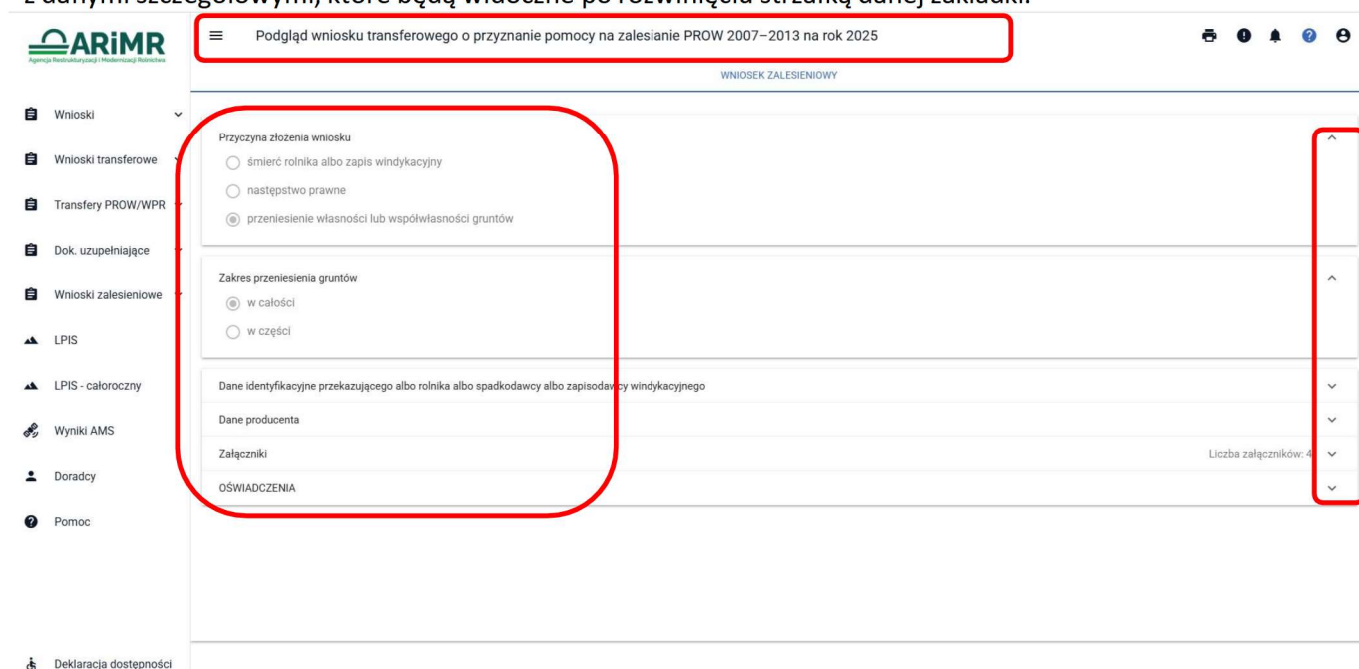 z danymi szczegółowymi, które będą widoczne po rozwinięciu strzałką danej zakładki.
ARiMR
Agencja Restrukturyzacji i Modernizacji Rolnictwa
Podgląd wniosku transferowego o przyznanie pomocy na zalesianie PROW 2007–2013 na rok 2025
WNIOSEK ZALESIENIOWY
Wnioski
Wnioski transferowe
Transfery PROW/WPR
Dok. uzupełniające
Wnioski zalesieniowe
LPIS
LPIS - całoroczny
Wyniki AMS
Doradcy
Pomoc
Deklaracja dostępności
Przyczyna złożenia wniosku
śmierć rolnika albo zapis windykacyjny
następstwo prawne
przeniesienie własności lub współwłasności gruntów
Zakres przeniesienia gruntów
w całości
w części
Dane identyfikacyjne przekazującego albo rolnika albo spadkodawcy albo zapisodawcy windykacyjnego
Dane producenta
Załączniki Liczba załączników: 4
OŚWIADCZENIA